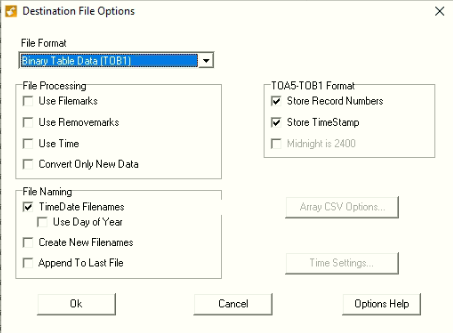 Destination File Options
File Format
Binary Table Data (TOB1)
File Processing
Use Filemarks
Use Removemarks
Use Time
Convert Only New Data
TOA5-TOB1 Format
Store Record Numbers
Store TimeStamp
Midnight is 2400
File Naming
TimeDate Filenames
Use Day of Year
Create New Filenames
Append To Last File
Array CSV Options...
Time Settings...
Ok
Cancel
Options Help